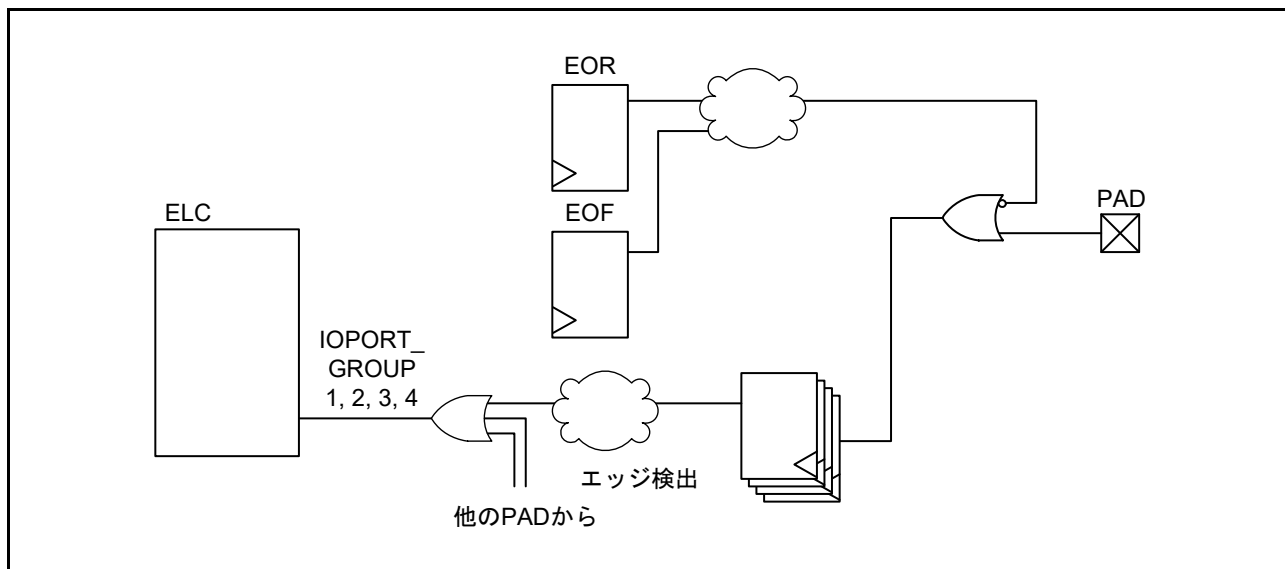 EOR
PAD
ELC
EOF
IOPORT_
GROUP
1, 2, 3, 4
エッジ検出
他のPADから